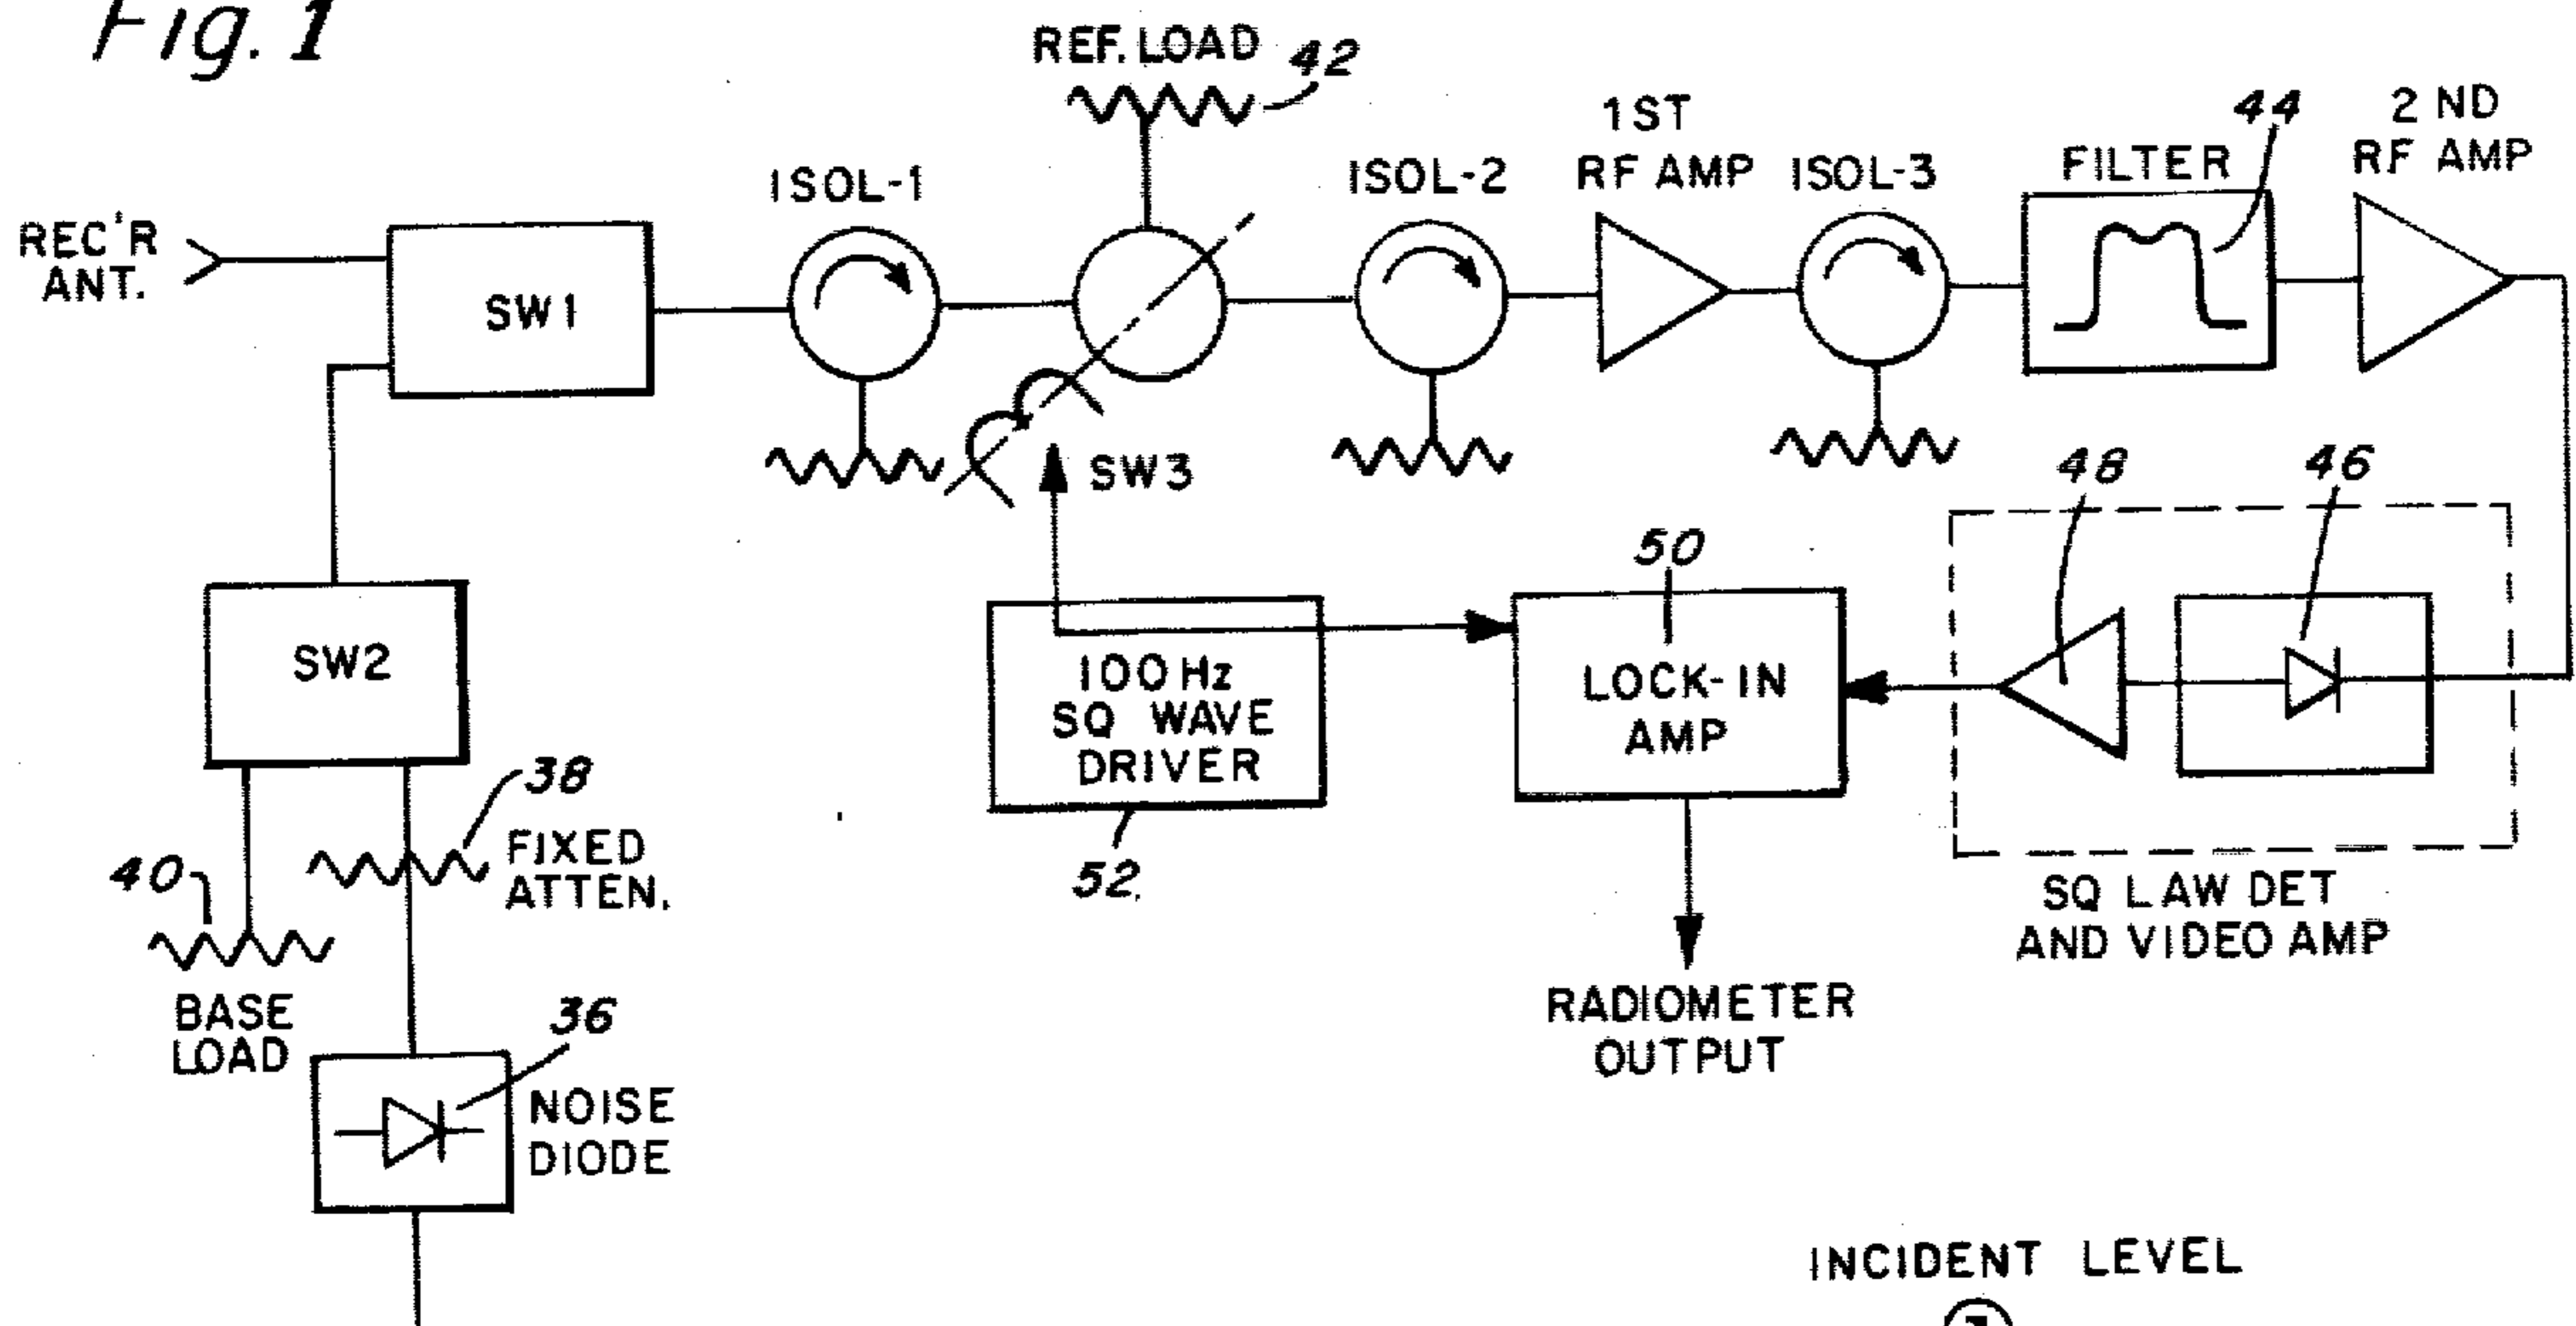 Fig. 1
REF. LOAD
42
REC'R
ANT.
SW1
ISOL-1
SW3
ISOL-2
1ST
RF AMP
ISOL-3
FILTER
44
2 ND
RF AMP
SW2
38
FIXED
ATTEN.
40
BASE
LOAD
36
NOISE
DIODE
100 Hz
SQ WAVE
DRIVER
52
50
LOCK-IN
AMP
48
46
SQ LAW DET
AND VIDEO AMP
RADIOMETER
OUTPUT
INCIDENT LEVEL